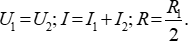 U₁ = U₂; I = I₁ + I₂; R = R₁/2.